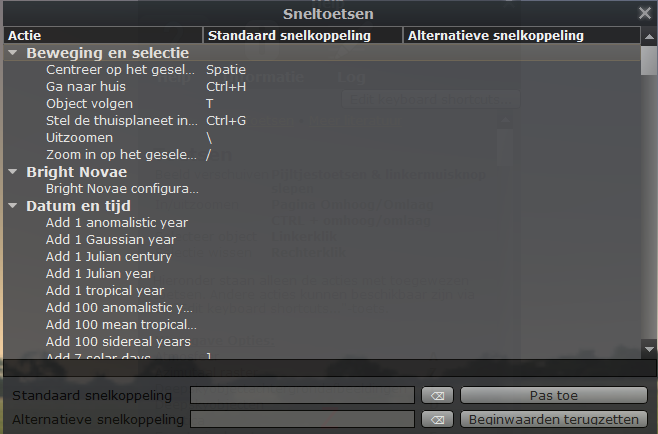 Sneltoetsen
Actie Standaard snelkoppeling Alternatieve snelkoppeling
Beweging en selectie
Centreer op het gesel... Spatie
Ga naar huis Ctrl+H
Object volgen T
Stel de thuisplaneet in... Ctrl+G
Uitzoomen \
Zoom in op het gesele... /
Bright Novae
Bright Novae configura...
Datum en tijd
Add 1 anomalistic year
Add 1 Gaussian year
Add 1 Julian century
Add 1 Julian year
Add 1 tropical year
Add 100 anomalistic y...
Add 100 mean tropical...
Add 100 sidereal years
Add 7 solar days ]
Standaard snelkoppeling Pas toe
Alternatieve snelkoppeling Beginwaarden terugzetten